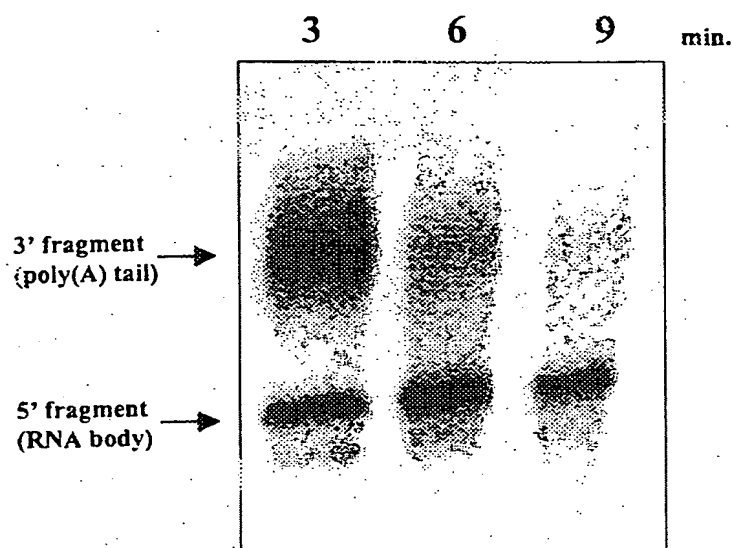 3 6 9 min.
3' fragment
(poly(A) tail)
5' fragment
(RNA body)